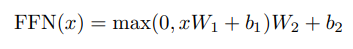 FFN(x) = max(0, xW₁ + b₁)W₂ + b₂